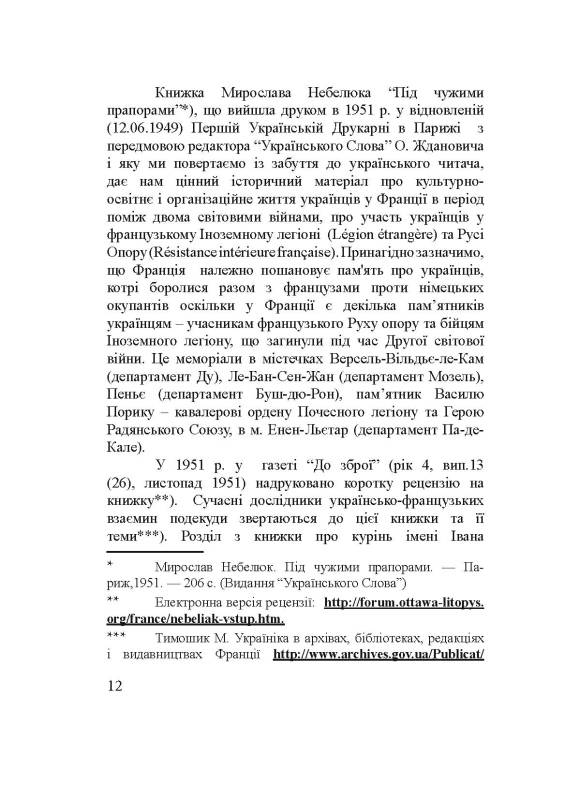 Книжка Мирослава Небелюка “Під чужими
прапорами”*), що вийшла друком в 1951 р. у відновленій
(12.06.1949) Першій Українській Друкарні в Парижі з
передмовою редактора “Українського Слова” О. Ждановича
і яку ми повертаємо із забуття до українського читача,
дає нам цінний історичний матеріал про культурно-
освітнє і організаційне життя українців у Франції в період
поміж двома світовими війнами, про участь українців у
французькому Іноземному легіоні (Légion étrangère) та Русі
Опору (Résistance intérieure française). Принагідно зазначимо,
що Франція належно пошановує пам'ять про українців,
котрі боролися разом з французами проти німецьких
окупантів оскільки у Франції є декілька пам’ятників
українцям – учасникам французького Руху опору та бійцям
Іноземного легіону, що загинули під час Другої світової
війни. Це меморіали в містечках Версель-Вільдьє-ле-Кам
(департамент Ду), Ле-Бан-Сен-Жан (департамент Мозель),
Пеньє (департамент Буш-дю-Рон), пам’ятник Василю
Порику – кавалерові ордену Почесного легіону та Герою
Радянського Союзу, в м. Енен-Льєтар (департамент Па-де-
Кале).
У 1951 р. у газеті “До зброї” (рік 4, вип.13
(26), листопад 1951) надруковано коротку рецензію на
книжку**). Сучасні дослідники українсько-французьких
взаємин подекуди звертаються до цієї книжки та її
теми***). Розділ з книжки про курінь імені Івана
* Мирослав Небелюк. Під чужими прапорами. — Па-
риж,1951. — 206 с. (Видання “Українського Слова”)
** Електронна версія рецензії: http://forum.ottawa-litopys.
org/france/nebeliak-vstup.htm.
*** Тимошик М. Україніка в архівах, бібліотеках, редакціях
і видавництвах Франції http://www.archives.gov.ua/Publicat/
12